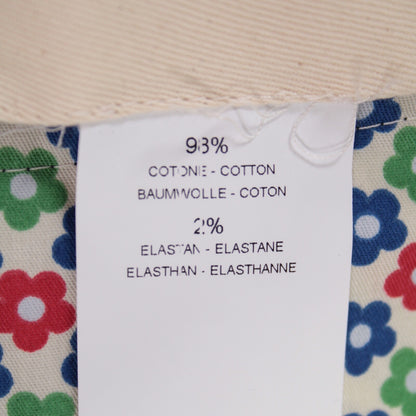 98%
COTONE - COTTON
BAUMWOLLE - COTON
2%
ELASTAN - ELASTANE
ELASTHAN - ELASTHANNE